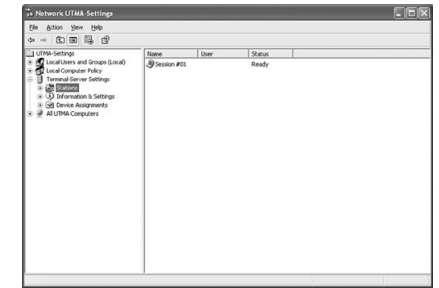 Network UTMA-Settings
File Action View Help
UTMA-Settings
Local Users and Groups (Local)
Local Computer Policy
Terminal-Server Settings
Stations
Information & Settings
Device Assignments
All UTMA Computers
Name User Status
Session #01 Ready